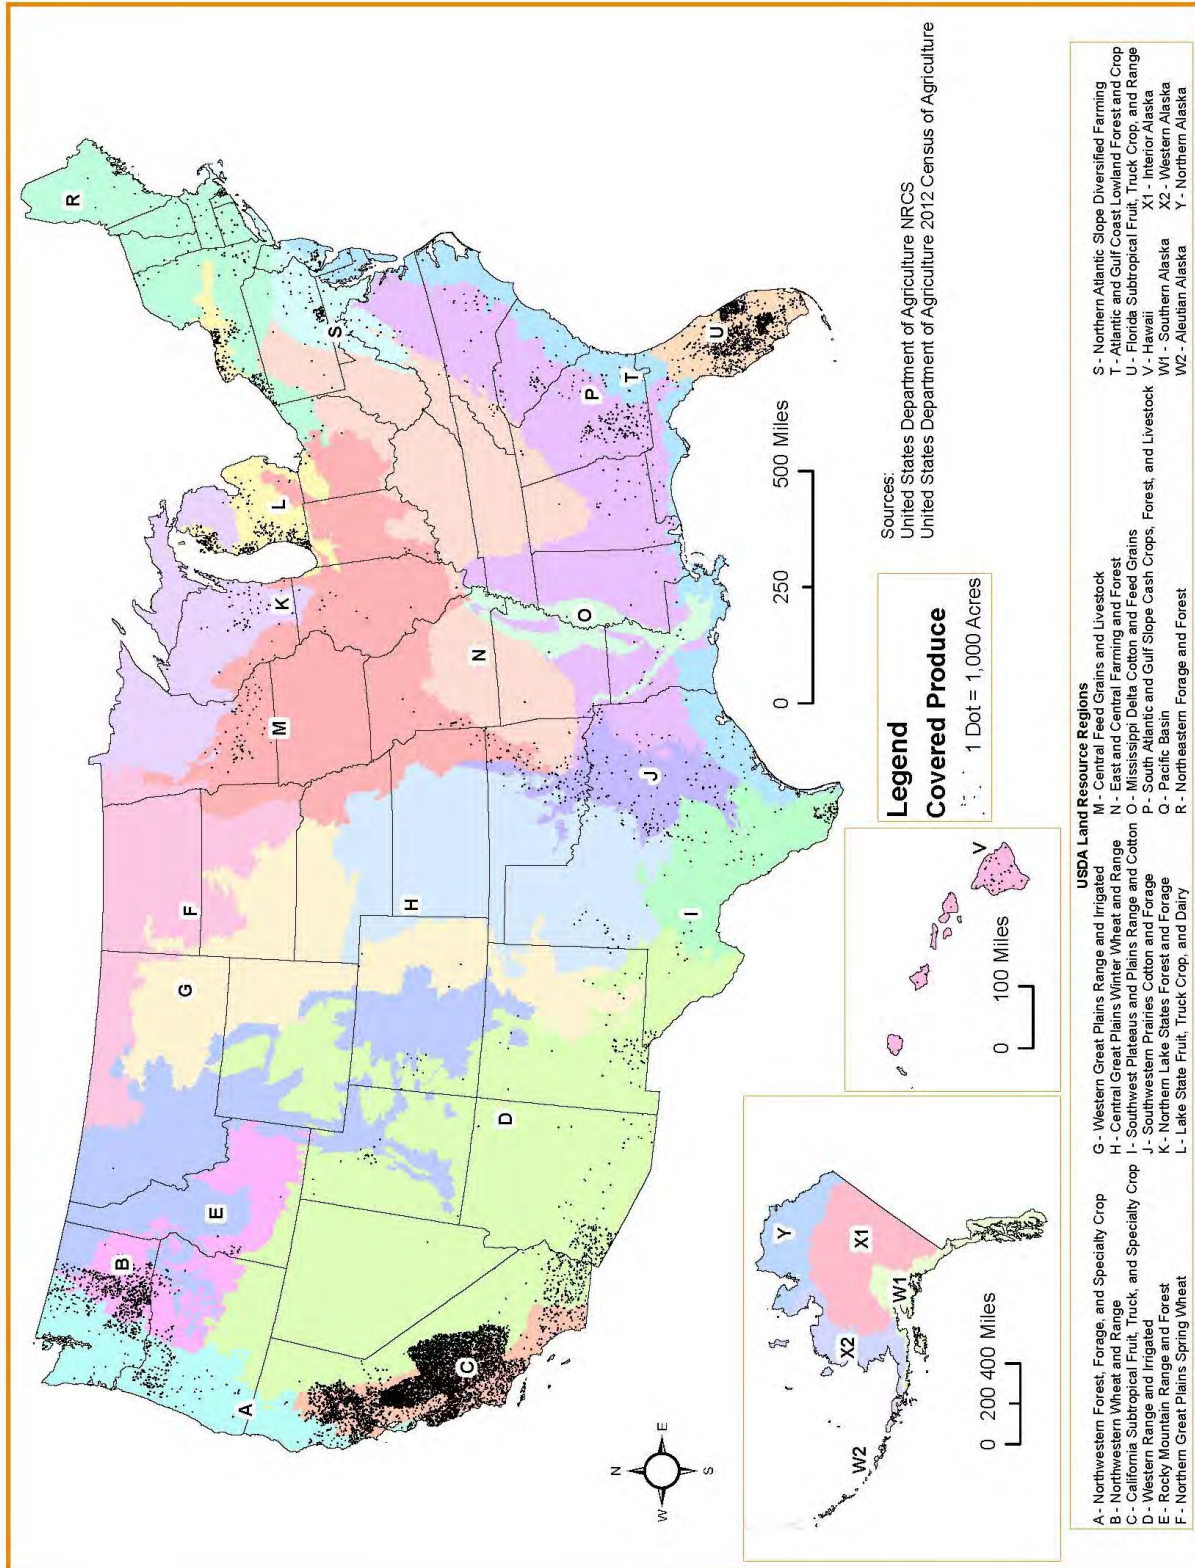 R
S
L
K
U
T
P
O
N
M
J
I
H
F
G
D
E
B
A
C
N
W
E
S
0
250
500 Miles
Sources:
United States Department of Agriculture NRCS
United States Department of Agriculture 2012 Census of Agriculture
Legend
Covered Produce
1 Dot = 1,000 Acres
V
0
100 Miles
Y
X1
X2
W1
W2
0
200
400 Miles
USDA Land Resource Regions
A - Northwestern Forest, Forage, and Specialty Crop
B - Northwestern Wheat and Range
C - California Subtropical Fruit, Truck, and Specialty Crop
D - Western Range and Irrigated
E - Rocky Mountain Range and Forest
F - Northern Great Plains Spring Wheat
G - Western Great Plains Range and Irrigated
H - Central Great Plains Winter Wheat and Range
I - Southwest Plateaus and Plains Range and Cotton
J - Southwestern Prairies Cotton and Forage
K - Northern Lake States Forest and Forage
L - Lake State Fruit, Truck Crop, and Dairy
M - Central Feed Grains and Livestock
N - East and Central Farming and Forest
O - Mississippi Delta Cotton and Feed Grains
P - South Atlantic and Gulf Slope Cash Crops, Forest, and Livestock
Q - Pacific Basin
R - Northeastern Forage and Forest
S - Northern Atlantic Slope Diversified Farming
T - Atlantic and Gulf Coast Lowland Forest and Crop
U - Florida Subtropical Fruit, Truck Crop, and Range
V - Hawaii
W1 - Southern Alaska
W2 - Aleutian Alaska
X1 - Interior Alaska
X2 - Western Alaska
Y - Northern Alaska